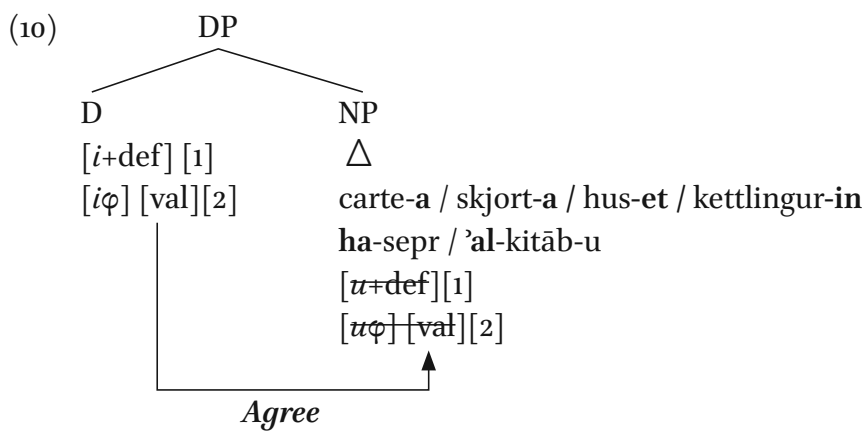 (10) DP
D NP
[i+def] [1]
[iφ] [val][2] carte-a / skjort-a / hus-et / kettlingur-in
ha-sepr / ʾal-kitāb-u
[u+def][1]
[uφ] [val][2]
Agree